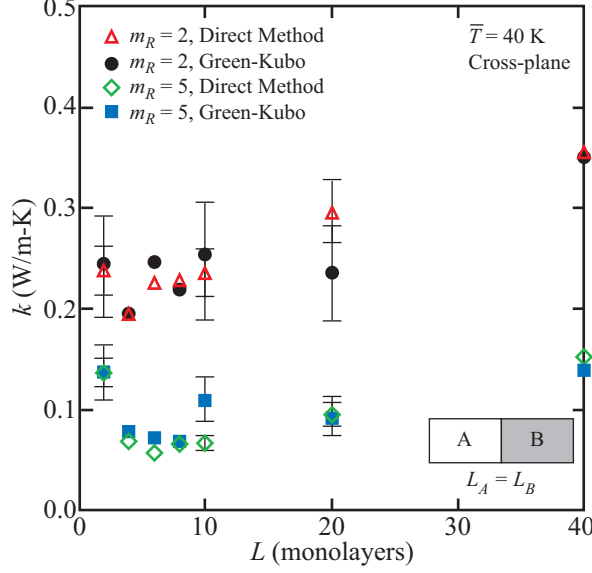 0.5
0.4
0.3
0.2
0.1
0.0
k (W/m-K)
m_R = 2, Direct Method
m_R = 2, Green-Kubo
m_R = 5, Direct Method
m_R = 5, Green-Kubo
T̅ = 40 K
Cross-plane
A B
L_A = L_B
0 10 20 30 40
L (monolayers)